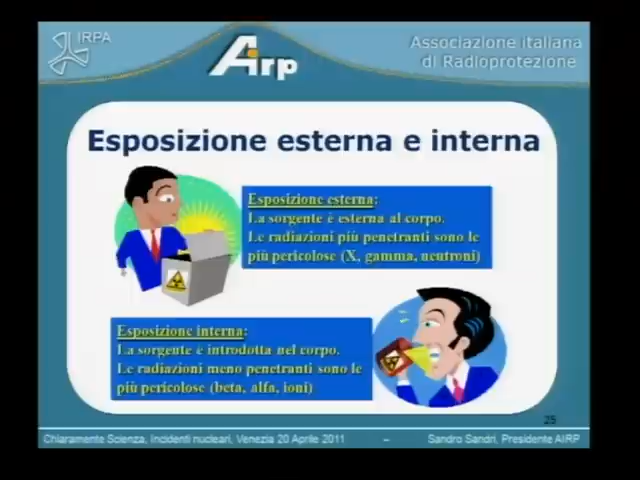 IRPA
Airp
Associazione italiana
di Radioprotezione
Esposizione esterna e interna
Esposizione esterna:
La sorgente è esterna al corpo.
Le radiazioni più penetranti sono le
più pericolose (X, gamma, neutroni)
Esposizione interna:
La sorgente è introdotta nel corpo.
Le radiazioni meno penetranti sono le
più pericolose (beta, alfa, ioni)
25
Chiaramente Scienza, Incidenti nucleari, Venezia 20 Aprile 2011 – Sandro Sandri, Presidente AIRP